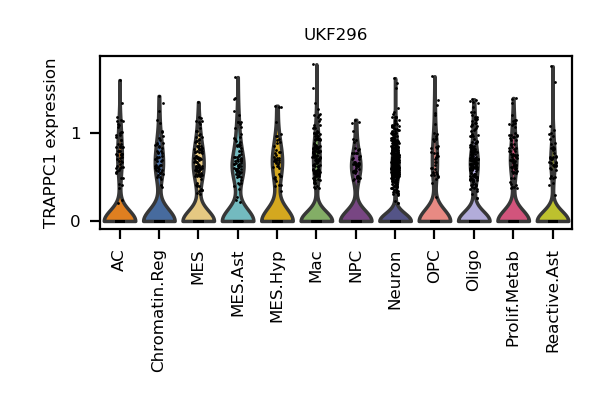 UKF296
TRAPPC1 expression
1
0
AC
Chromatin.Reg
MES
MES.Ast
MES.Hyp
Mac
NPC
Neuron
OPC
Oligo
Prolif.Metab
Reactive.Ast